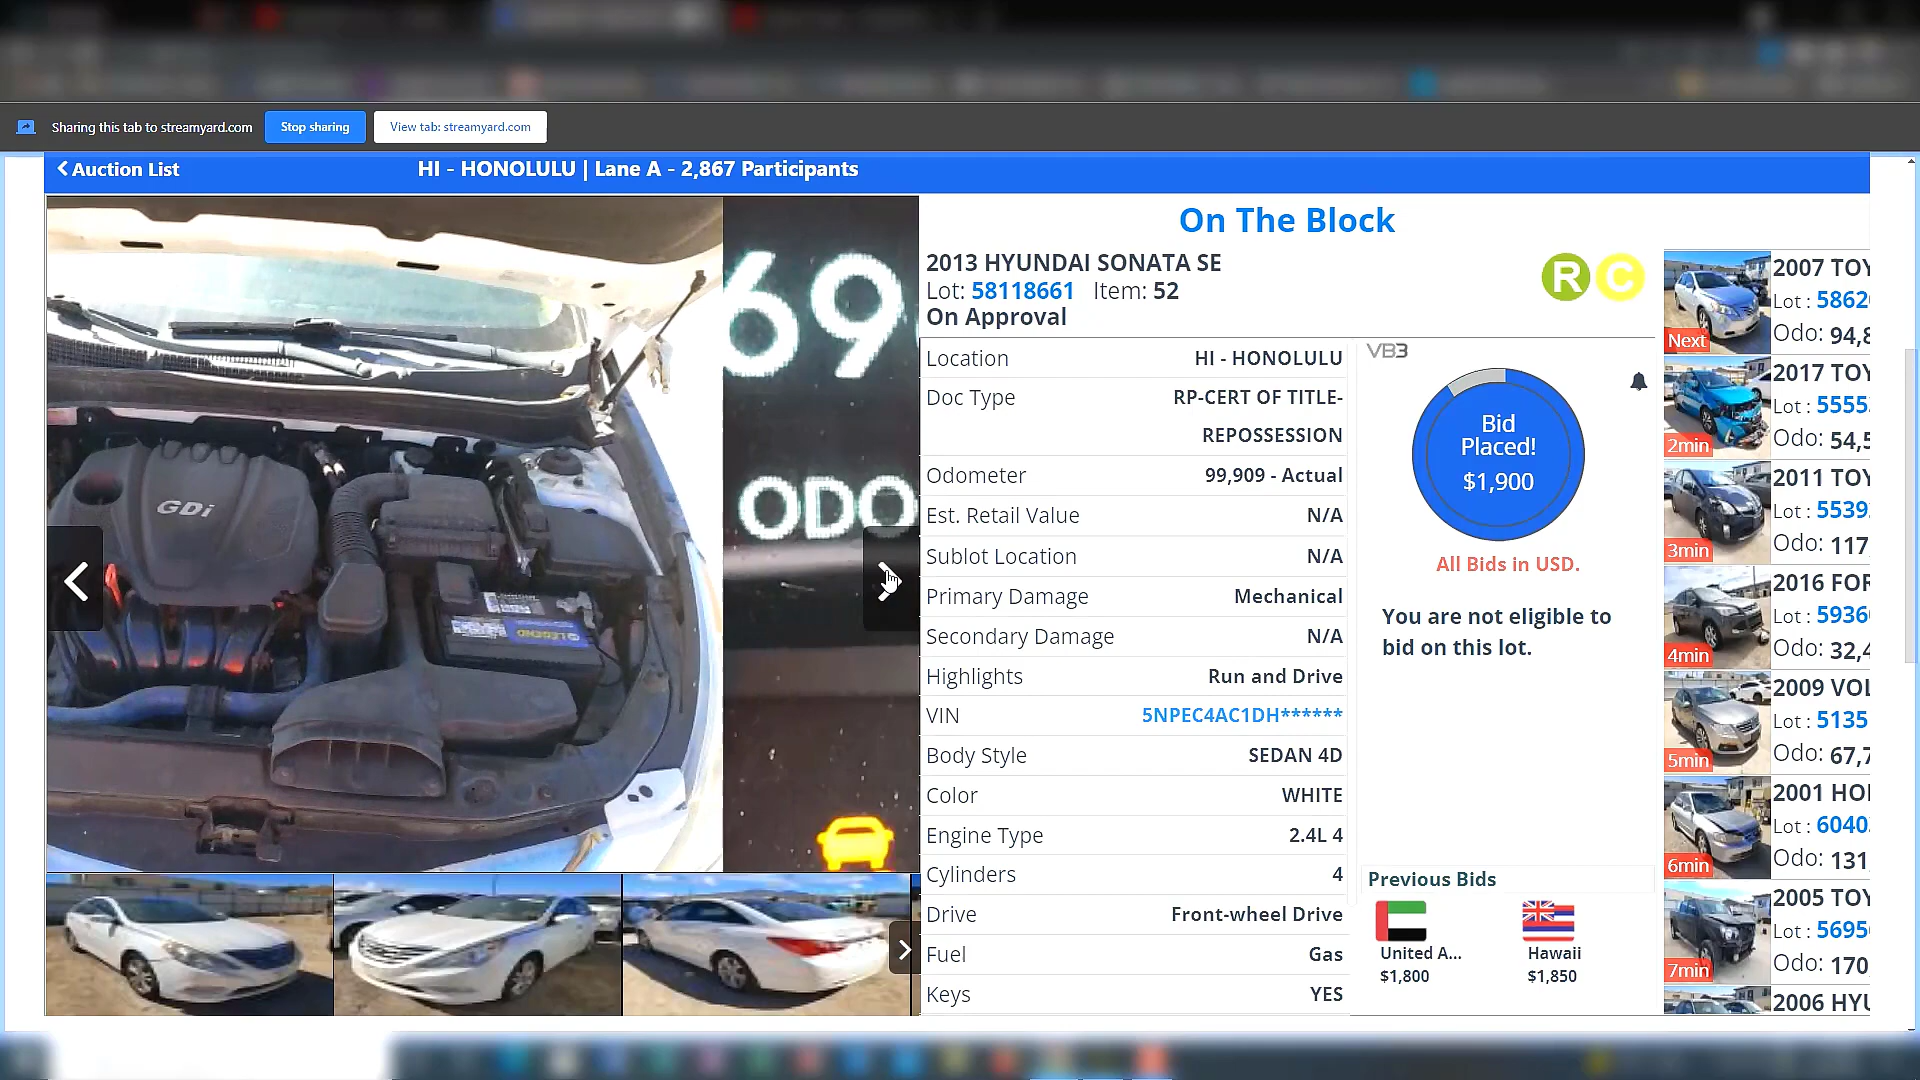 Sharing this tab to streamyard.com
Stop sharing
View tab: streamyard.com
Auction List
HI - HONOLULU | Lane A - 2,867 Participants
On The Block
2013 HYUNDAI SONATA SE
Lot: 58118661 Item: 52
On Approval
R C
Location HI - HONOLULU
Doc Type RP-CERT OF TITLE-
REPOSSESSION
Odometer 99,909 - Actual
Est. Retail Value N/A
Sublot Location N/A
Primary Damage Mechanical
Secondary Damage N/A
Highlights Run and Drive
VIN 5NPEC4AC1DH******
Body Style SEDAN 4D
Color WHITE
Engine Type 2.4L 4
Cylinders 4
Drive Front-wheel Drive
Fuel Gas
Keys YES
VB3
Bid
Placed!
$1,900
All Bids in USD.
You are not eligible to
bid on this lot.
Previous Bids
United A... Hawaii
$1,800 $1,850
2007 TOY
Lot : 5862
Odo: 94,8
Next
2017 TOY
Lot : 5555
Odo: 54,5
2min
2011 TOY
Lot : 5539
Odo: 117,
3min
2016 FOR
Lot : 5936
Odo: 32,4
4min
2009 VOL
Lot : 5135
Odo: 67,7
5min
2001 HO
Lot : 6040
Odo: 131,
6min
2005 TOY
Lot : 5695
Odo: 170,
7min
2006 HYU
GDi
69
ODO
LEGEND